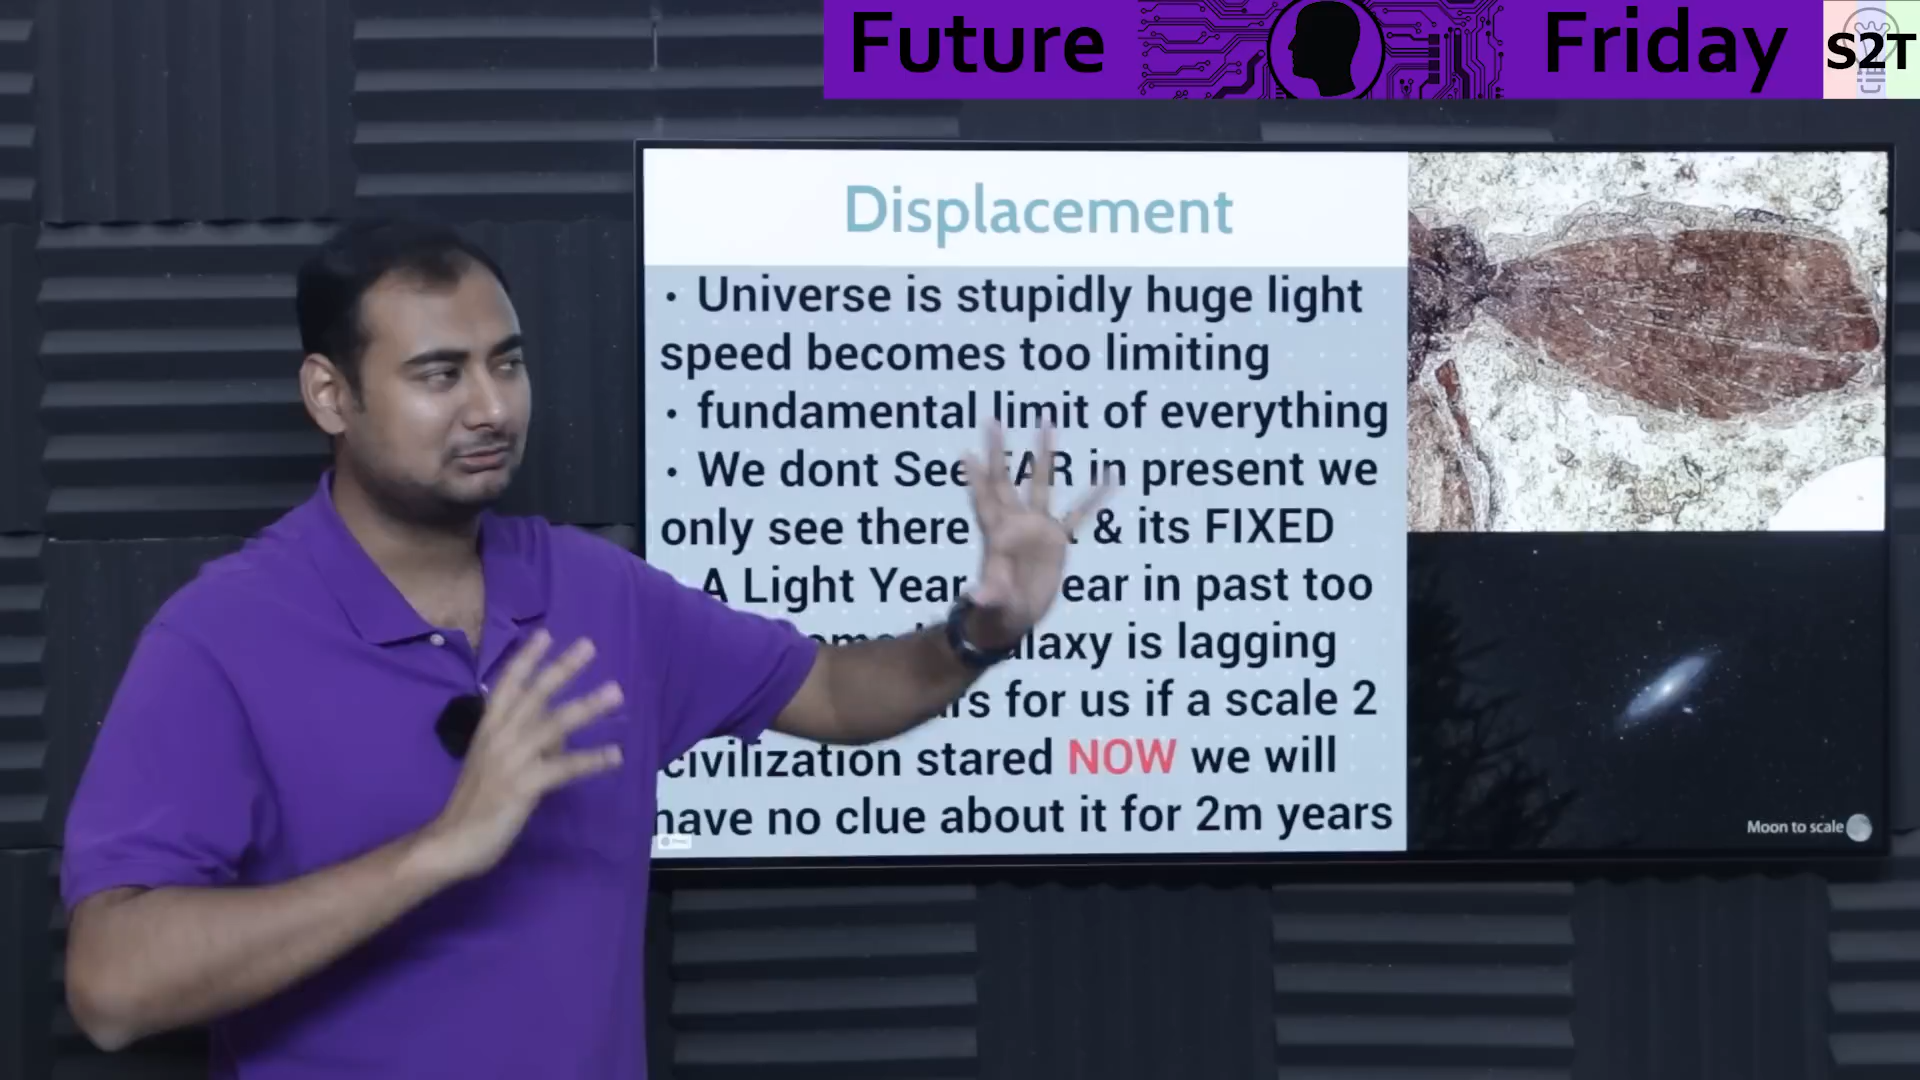 Future Friday S2T
Displacement
• Universe is stupidly huge light
speed becomes too limiting
• fundamental limit of everything
• We dont See FAR in present we
only see there & its FIXED
A Light Year in past too
galaxy is lagging
for us if a scale 2
civilization stared NOW we will
have no clue about it for 2m years
Moon to scale